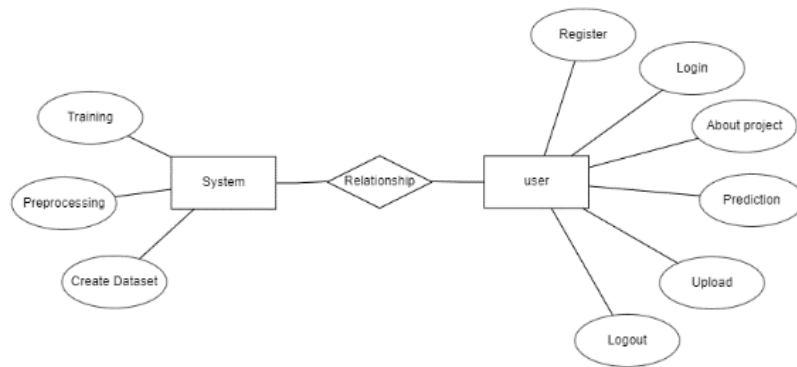 Register
Login
Training
About project
System
Relationship
user
Preprocessing
Prediction
Create Dataset
Upload
Logout